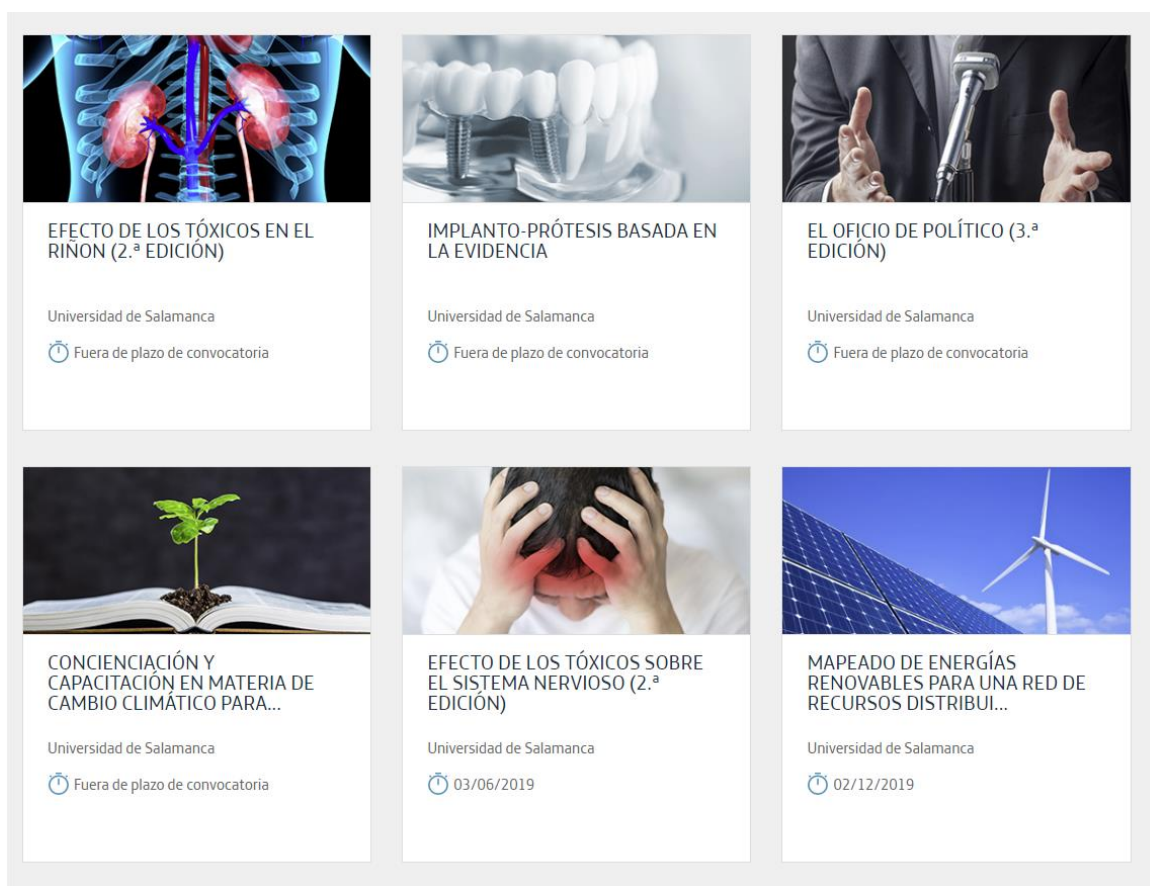 EFECTO DE LOS TÓXICOS EN EL
RIÑON (2.ª EDICIÓN)
Universidad de Salamanca
Fuera de plazo de convocatoria
IMPLANTO-PRÓTESIS BASADA EN
LA EVIDENCIA
Universidad de Salamanca
Fuera de plazo de convocatoria
EL OFICIO DE POLÍTICO (3.ª
EDICIÓN)
Universidad de Salamanca
Fuera de plazo de convocatoria
CONCIENCIACIÓN Y
CAPACITACIÓN EN MATERIA DE
CAMBIO CLIMÁTICO PARA...
Universidad de Salamanca
Fuera de plazo de convocatoria
EFECTO DE LOS TÓXICOS SOBRE
EL SISTEMA NERVIOSO (2.ª
EDICIÓN)
Universidad de Salamanca
03/06/2019
MAPEADO DE ENERGÍAS
RENOVABLES PARA UNA RED DE
RECURSOS DISTRIBUI...
Universidad de Salamanca
02/12/2019